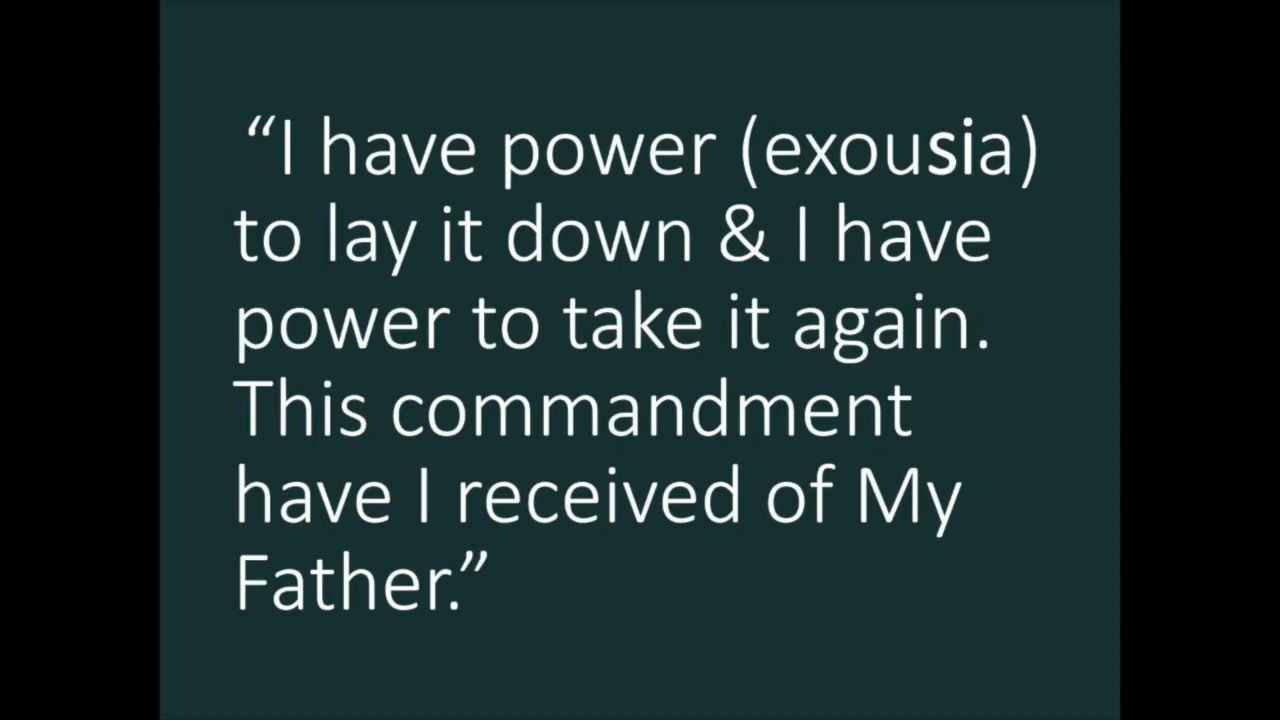 “I have power (exousia)
to lay it down & I have
power to take it again.
This commandment
have I received of My
Father.”